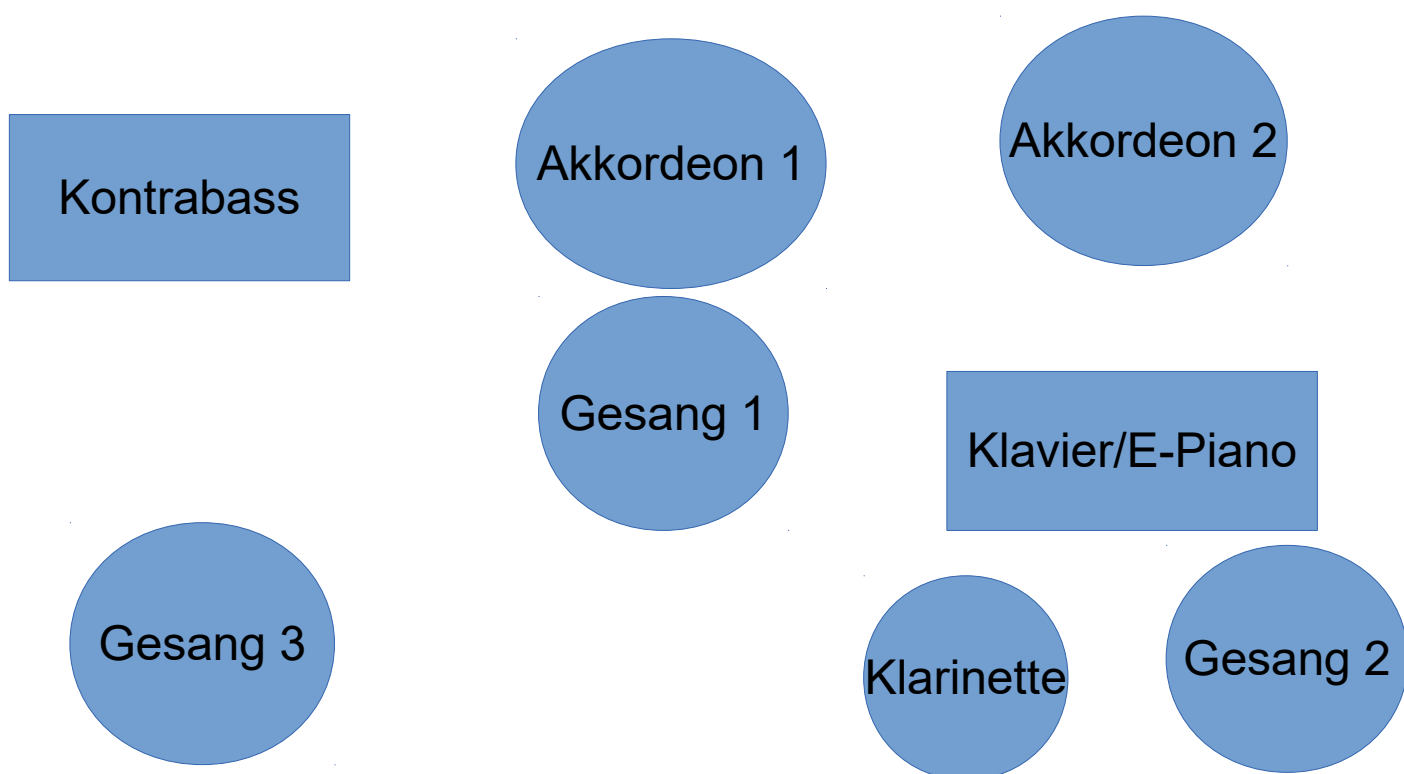 Akkordeon 1
Akkordeon 2
Kontrabass
Gesang 1
Klavier/E-Piano
Gesang 3
Klarinette
Gesang 2